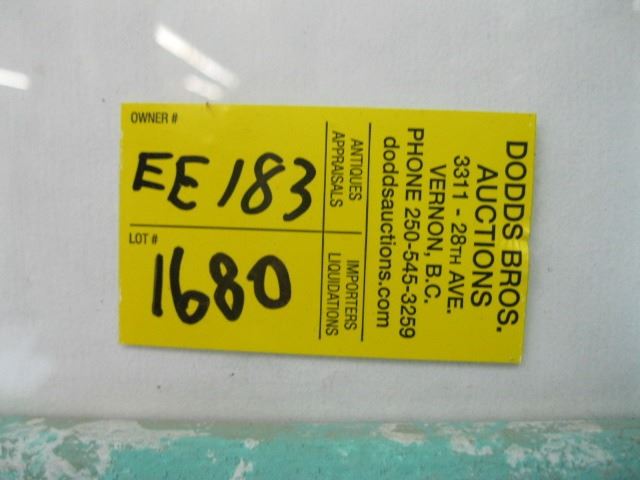 DODDS BROS.
AUCTIONS
3311 - 28TH AVE.
VERNON, B.C.
PHONE 250-545-3259
doddsauctions.com
ANTIQUES
APPRAISALS
IMPORTERS
LIQUIDATIONS
OWNER #
EE 183
LOT #
1680